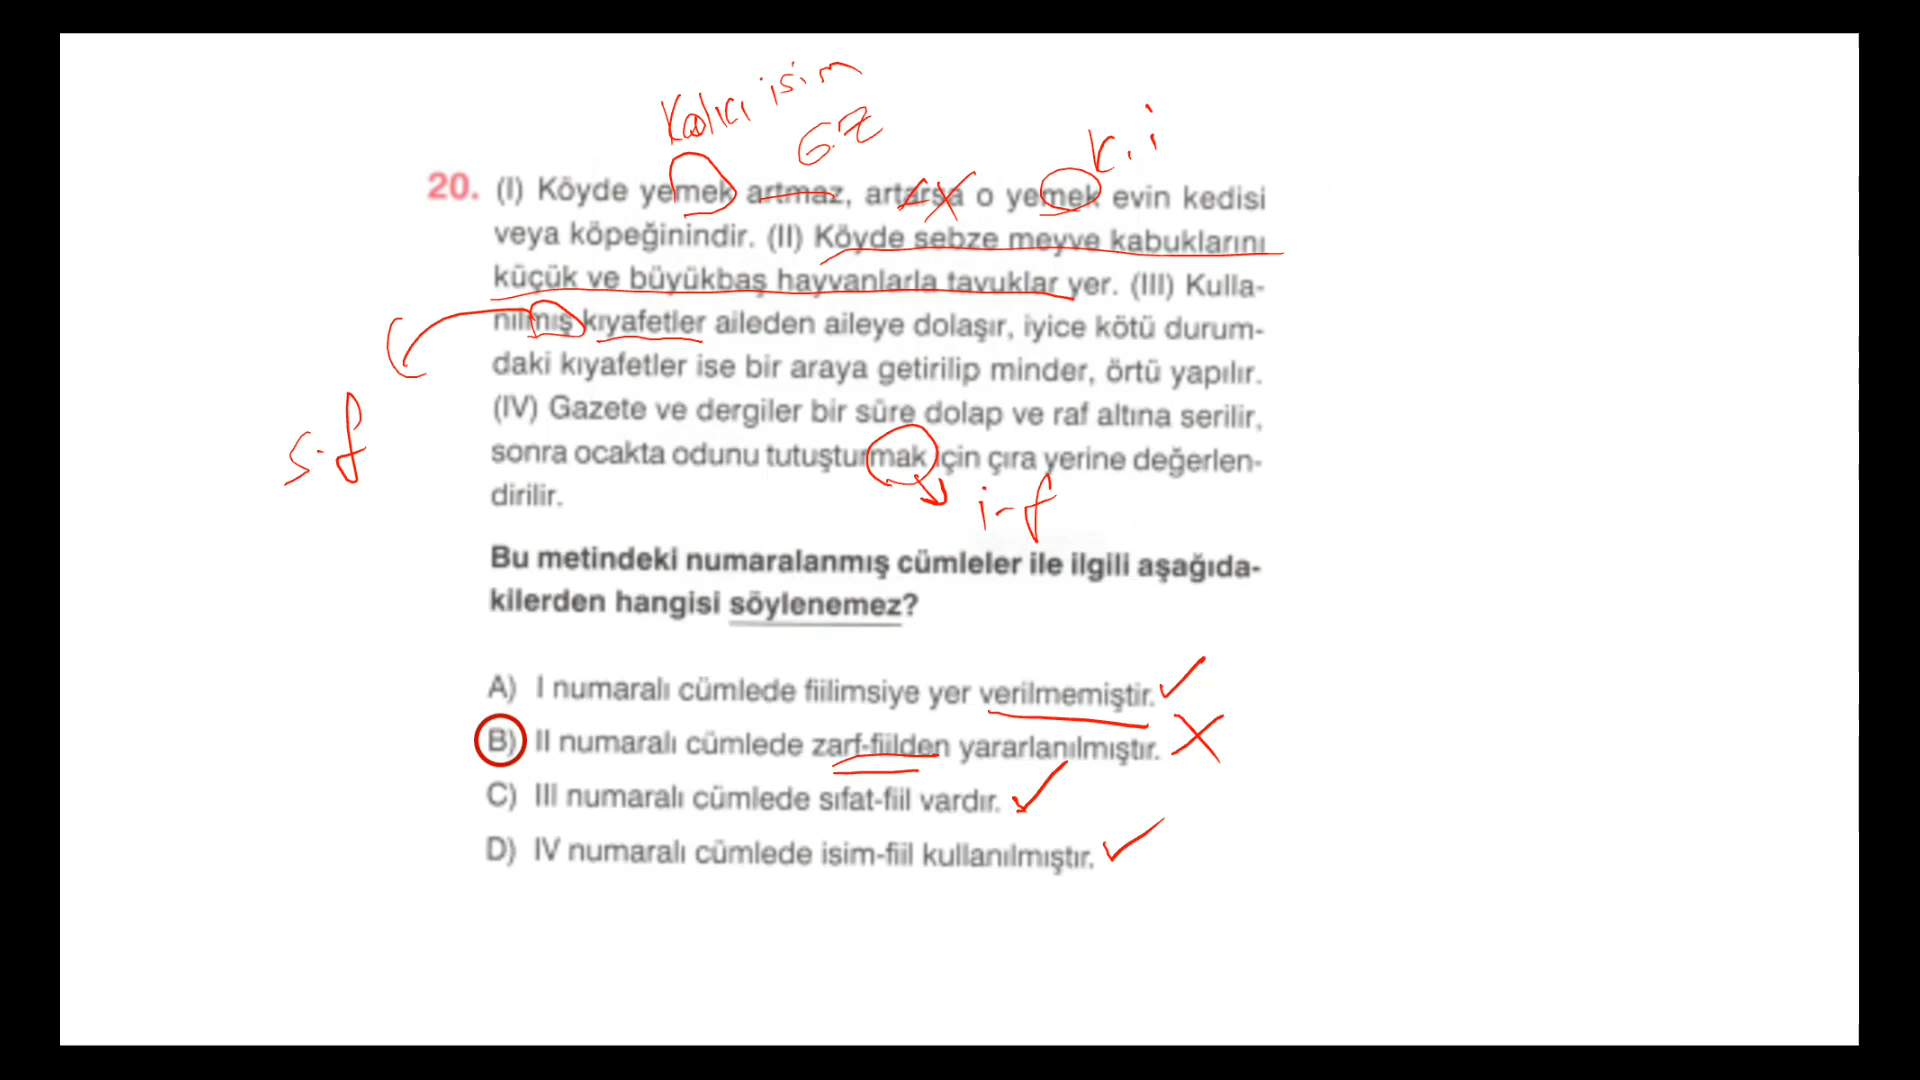 Kalıcı isim
G.Z
K.i
20. (I) Köyde yemek artmaz, artarsa o yemek evin kedisi
veya köpeğinindir. (II) Köyde sebze meyve kabuklarını
küçük ve büyükbaş hayvanlarla tavuklar yer. (III) Kulla-
nılmış kıyafetler aileden aileye dolaşır, iyice kötü durum-
daki kıyafetler ise bir araya getirilip minder, örtü yapılır.
(IV) Gazete ve dergiler bir süre dolap ve raf altına serilir,
s-f
sonra ocakta odunu tutuşturmak için çıra yerine değerlen-
dirilir.
i-f
Bu metindeki numaralanmış cümleler ile ilgili aşağıda-
kilerden hangisi söylenemez?
A) I numaralı cümlede fiilimsiye yer verilmemiştir.
B) II numaralı cümlede zarf-fiilden yararlanılmıştır.
C) III numaralı cümlede sıfat-fiil vardır.
D) IV numaralı cümlede isim-fiil kullanılmıştır.